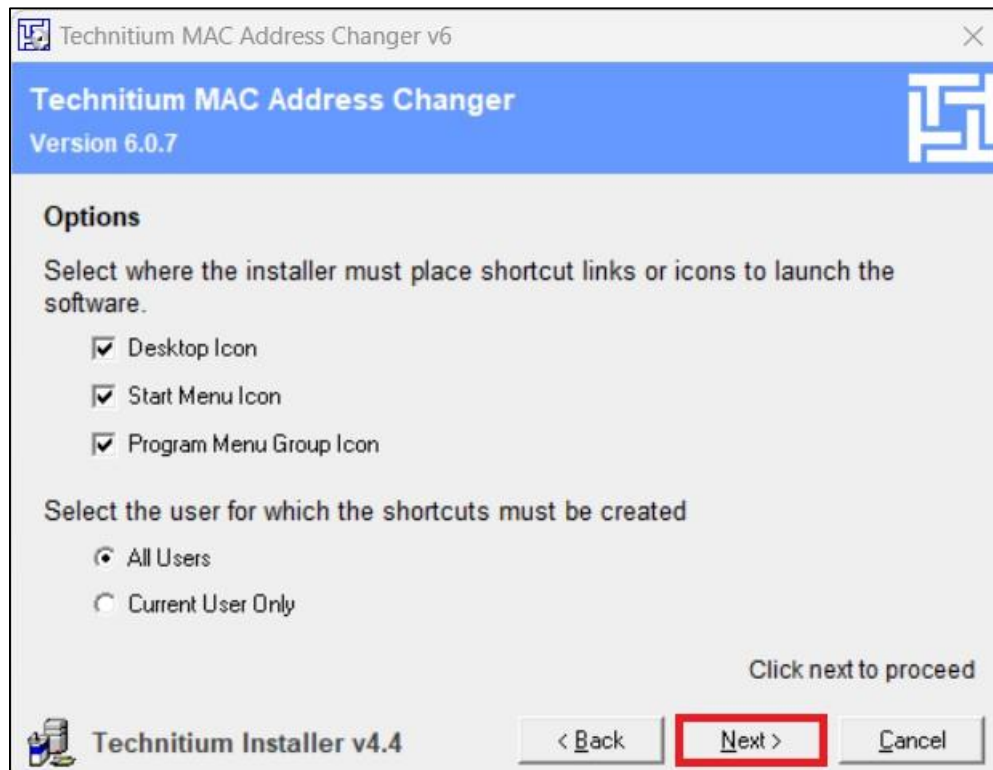 Technitium MAC Address Changer v6
Technitium MAC Address Changer
Version 6.0.7
Options
Select where the installer must place shortcut links or icons to launch the
software.
Desktop Icon
Start Menu Icon
Program Menu Group Icon
Select the user for which the shortcuts must be created
All Users
Current User Only
Click next to proceed
Technitium Installer v4.4
< Back
Next >
Cancel